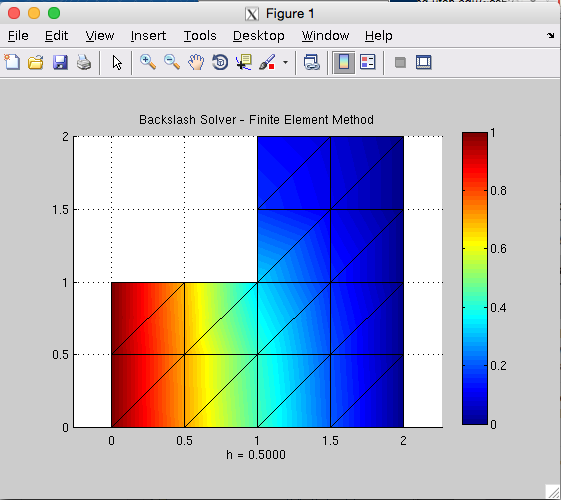 Figure 1
File Edit View Insert Tools Desktop Window Help
Backslash Solver - Finite Element Method
2
1.5
1
0.5
0
0 0.5 1 1.5 2
h = 0.5000
1
0.8
0.6
0.4
0.2
0